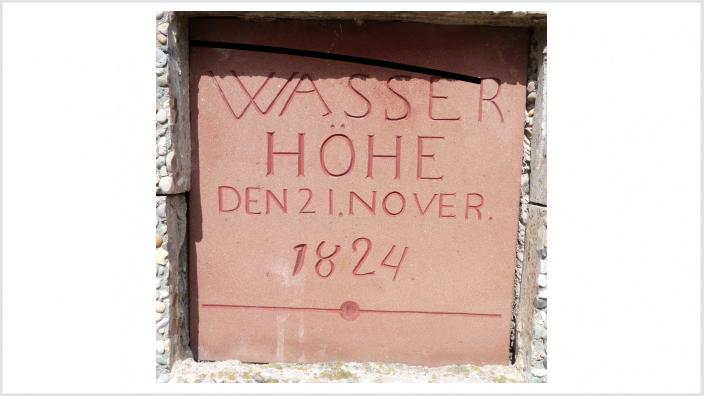 WASSER
HÖHE
DEN 21. NOVER.
1824